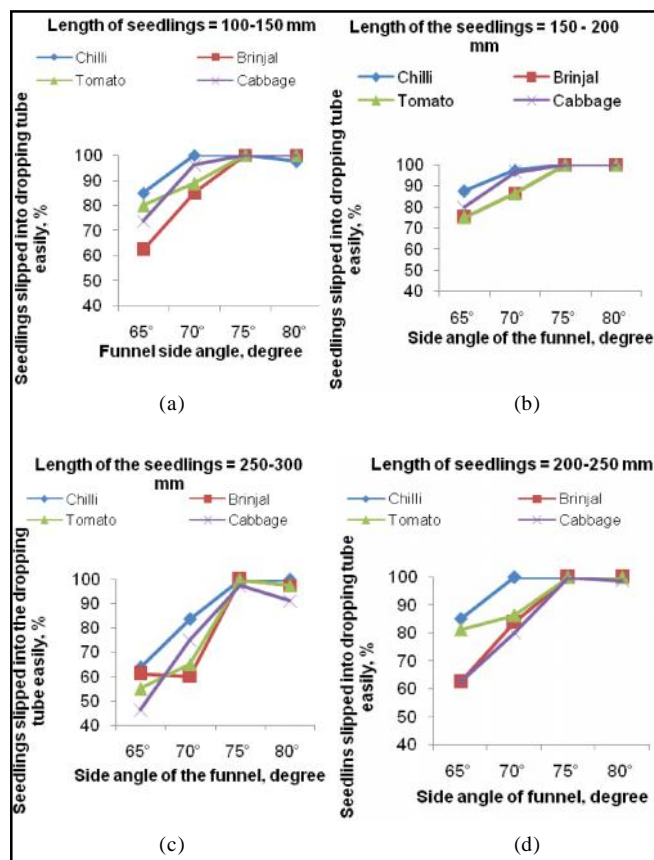 Length of seedlings = 100-150 mm
Chilli
Brinjal
Tomato
Cabbage
Seedlings slipped into dropping tube
easily, %
100
90
80
70
60
50
40
65°
70°
75°
80°
Funnel side angle, degree
(a)
Length of the seedlings = 150 - 200
mm
Chilli
Brinjal
Tomato
Cabbage
Seedlings slipped into dropping tube
easily, %
100
90
80
70
60
50
40
65°
70°
75°
80°
Side angle of the funnel, degree
(b)
Length of the seedlings = 250-300
mm
Chilli
Brinjal
Tomato
Cabbage
Seedlings slipped into the dropping
tube easily, %
100
90
80
70
60
50
40
65°
70°
75°
80°
Side angle of the funnel, degree
(c)
Length of seedlings = 200-250 mm
Chilli
Brinjal
Tomato
Cabbage
Seedlins slipped into dropping tube
easily, %
100
90
80
70
60
50
40
65°
70°
75°
80°
Side angle of funnel, degree
(d)